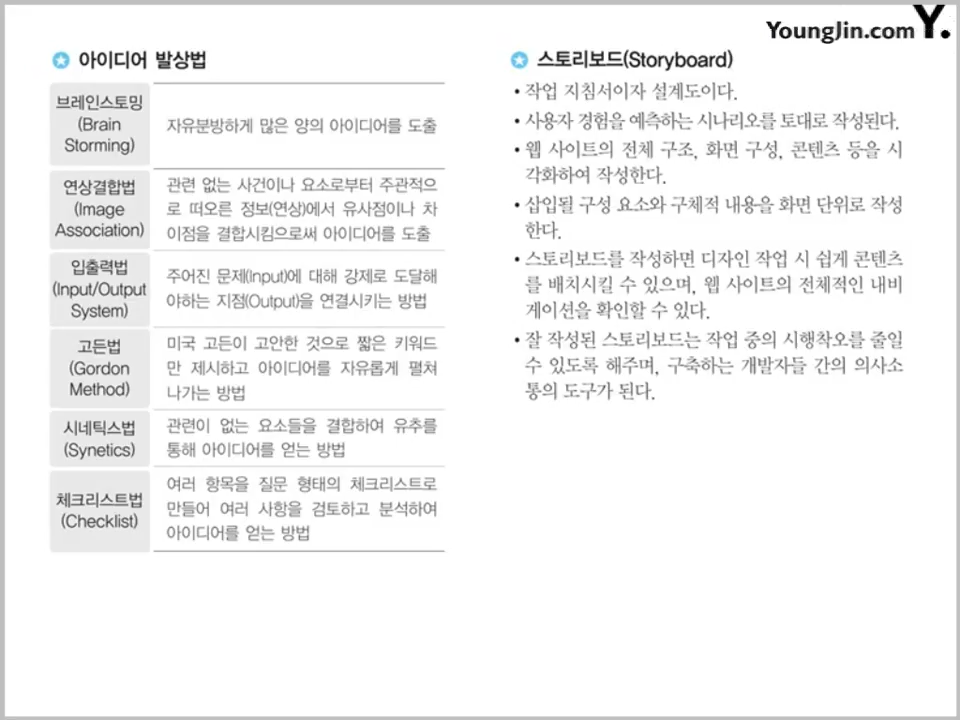 YoungJin.com Y.
아이디어 발상법
브레인스토밍
(Brain
Storming)
자유분방하게 많은 양의 아이디어를 도출
연상결합법
(Image
Association)
관련 없는 사건이나 요소로부터 주관적으
로 떠오른 정보(연상)에서 유사점이나 차
이점을 결합시킴으로써 아이디어를 도출
입출력법
(Input/Output
System)
주어진 문제(Input)에 대해 강제로 도달해
야하는 지점(Output)을 연결시키는 방법
고든법
(Gordon
Method)
미국 고든이 고안한 것으로 짧은 키워드
만 제시하고 아이디어를 자유롭게 펼쳐
나가는 방법
시네틱스법
(Synetics)
관련이 없는 요소들을 결합하여 유추를
통해 아이디어를 얻는 방법
체크리스트법
(Checklist)
여러 항목을 질문 형태의 체크리스트로
만들어 여러 사항을 검토하고 분석하여
아이디어를 얻는 방법
스토리보드(Storyboard)
• 작업 지침서이자 설계도이다.
• 사용자 경험을 예측하는 시나리오를 토대로 작성된다.
• 웹 사이트의 전체 구조, 화면 구성, 콘텐츠 등을 시
각화하여 작성한다.
• 삽입될 구성 요소와 구체적 내용을 화면 단위로 작성
한다.
• 스토리보드를 작성하면 디자인 작업 시 쉽게 콘텐츠
를 배치시킬 수 있으며, 웹 사이트의 전체적인 내비
게이션을 확인할 수 있다.
• 잘 작성된 스토리보드는 작업 중의 시행착오를 줄일
수 있도록 해주며, 구축하는 개발자들 간의 의사소
통의 도구가 된다.